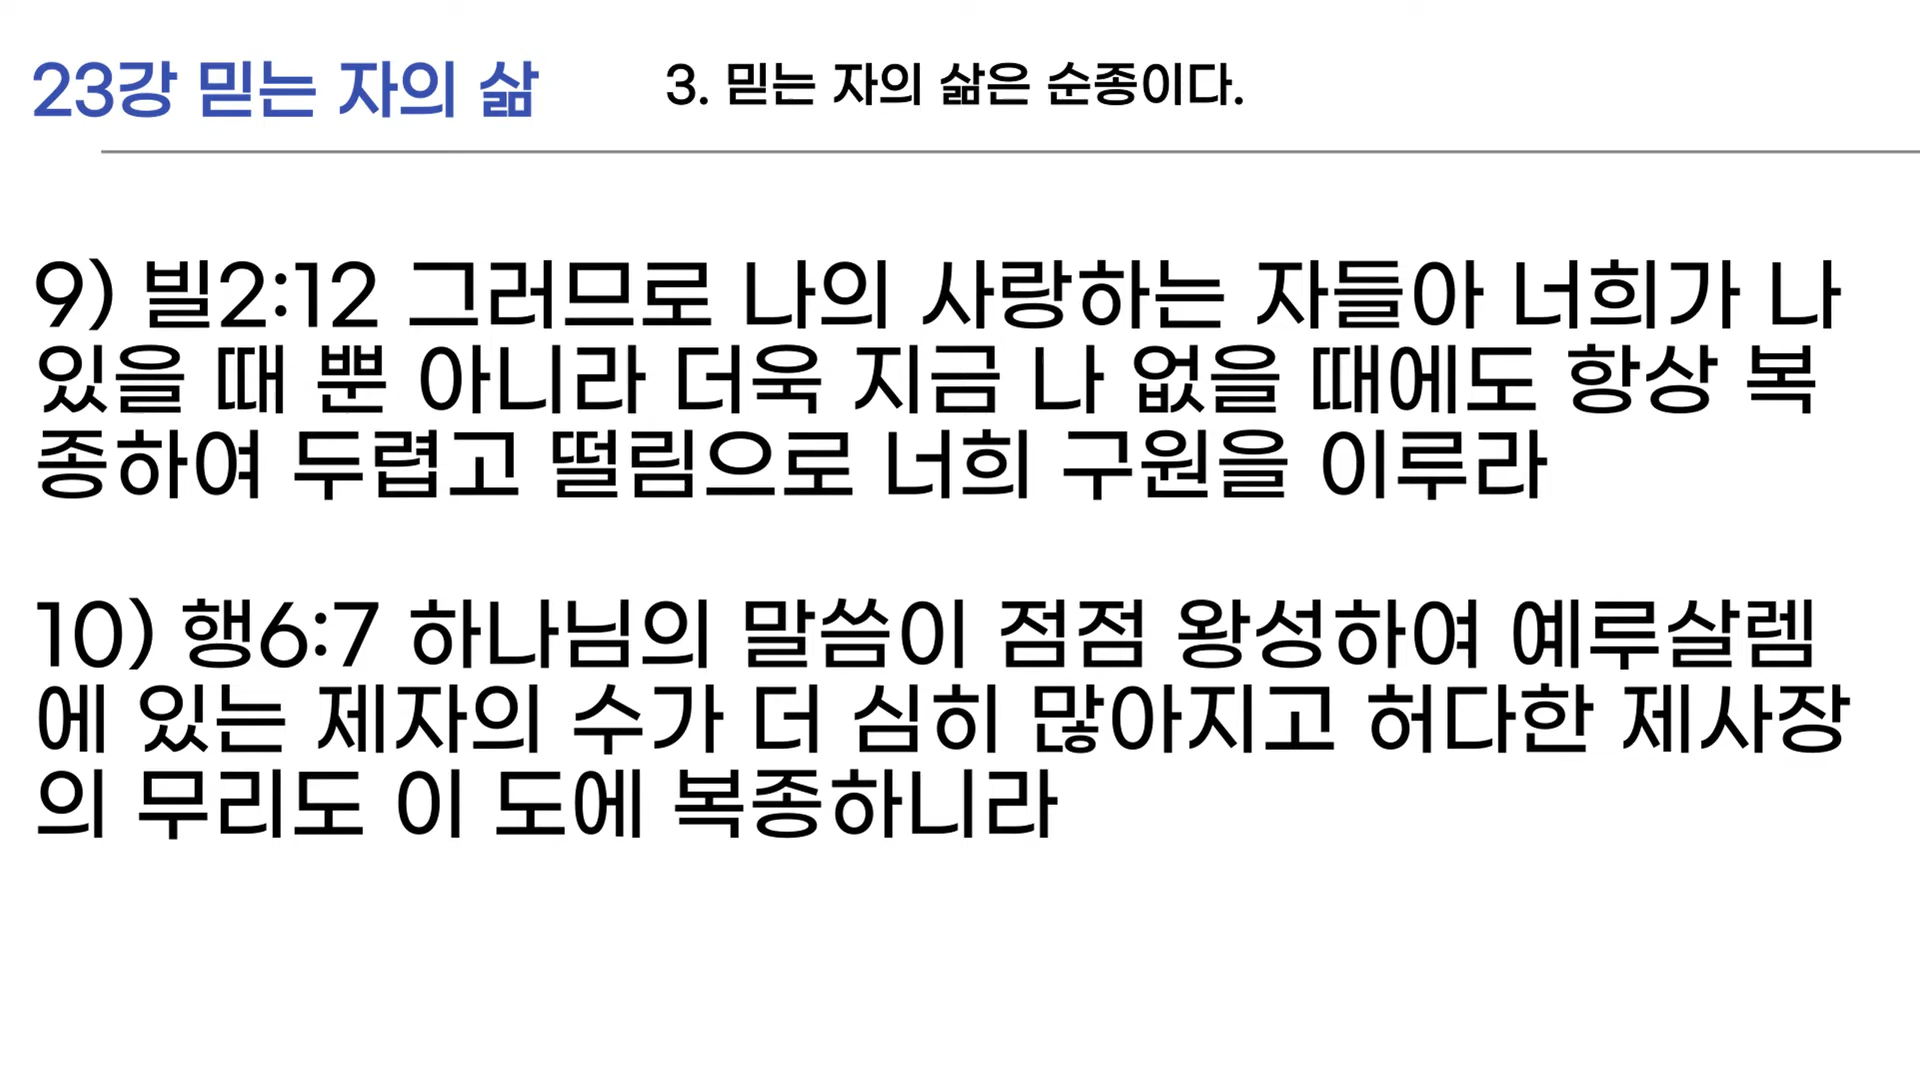 23강 믿는 자의 삶
3. 믿는 자의 삶은 순종이다.
9) 빌2:12 그러므로 나의 사랑하는 자들아 너희가 나
있을 때 뿐 아니라 더욱 지금 나 없을 때에도 항상 복
종하여 두렵고 떨림으로 너희 구원을 이루라
10) 행6:7 하나님의 말씀이 점점 왕성하여 예루살렘
에 있는 제자의 수가 더 심히 많아지고 허다한 제사장
의 무리도 이 도에 복종하니라